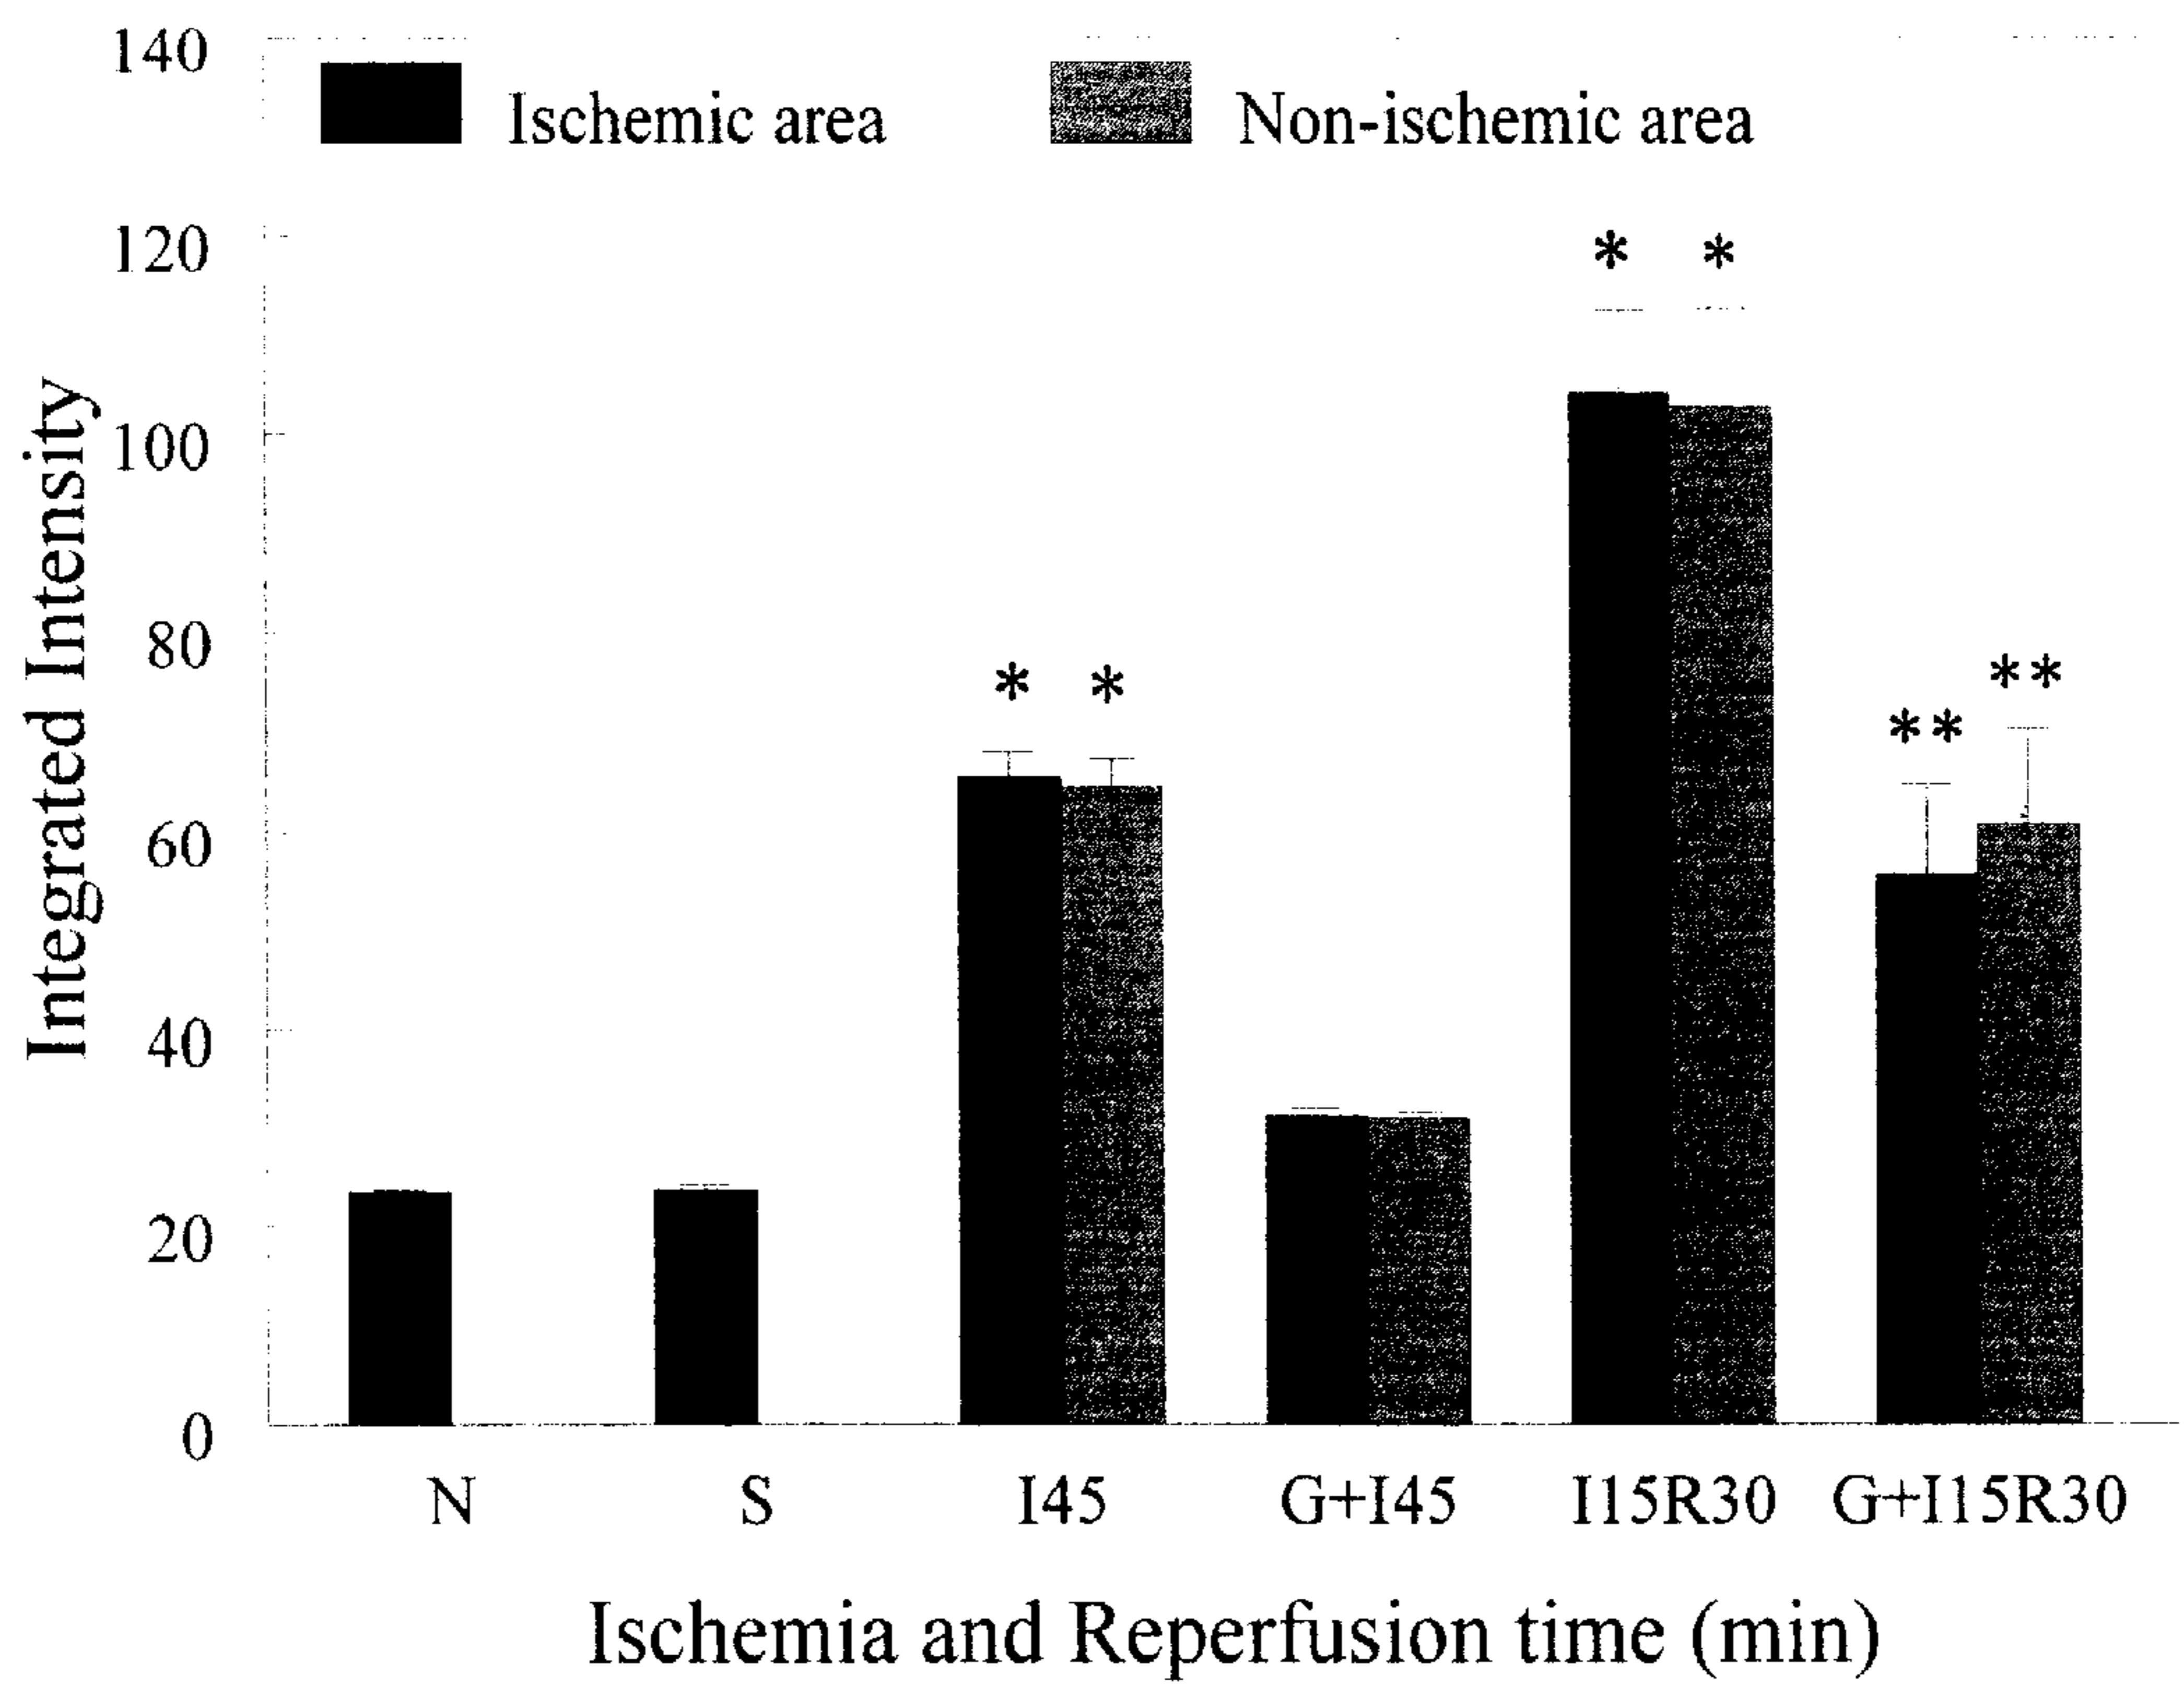 Ischemic area Non-ischemic area
140
120
100
80
60
40
20
0
Integrated Intensity
* *
* *
** **
N S I45 G+I45 I15R30 G+I15R30
Ischemia and Reperfusion time (min)